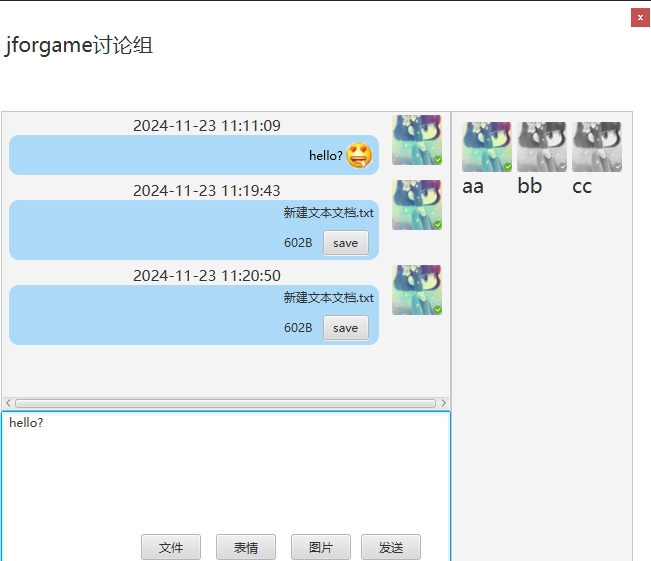 x
jforgame讨论组
2024-11-23 11:11:09
hello?
2024-11-23 11:19:43
新建文本文档.txt
602B save
2024-11-23 11:20:50
新建文本文档.txt
602B save
aa bb cc
hello?
文件 表情 图片 发送